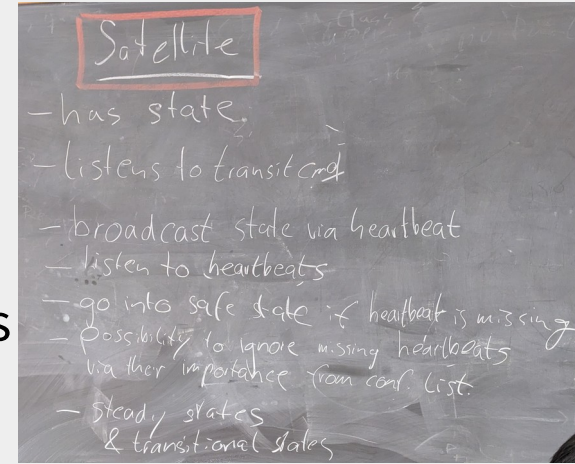 Satellite
- has state
- listens to transit cmd
- broadcast state via heartbeat
- listen to heartbeats
- go into safe state if heartbeat is missing
- possibility to ignore missing heartbeats
via their importance from conf. list.
- steady states
& transitional states
s